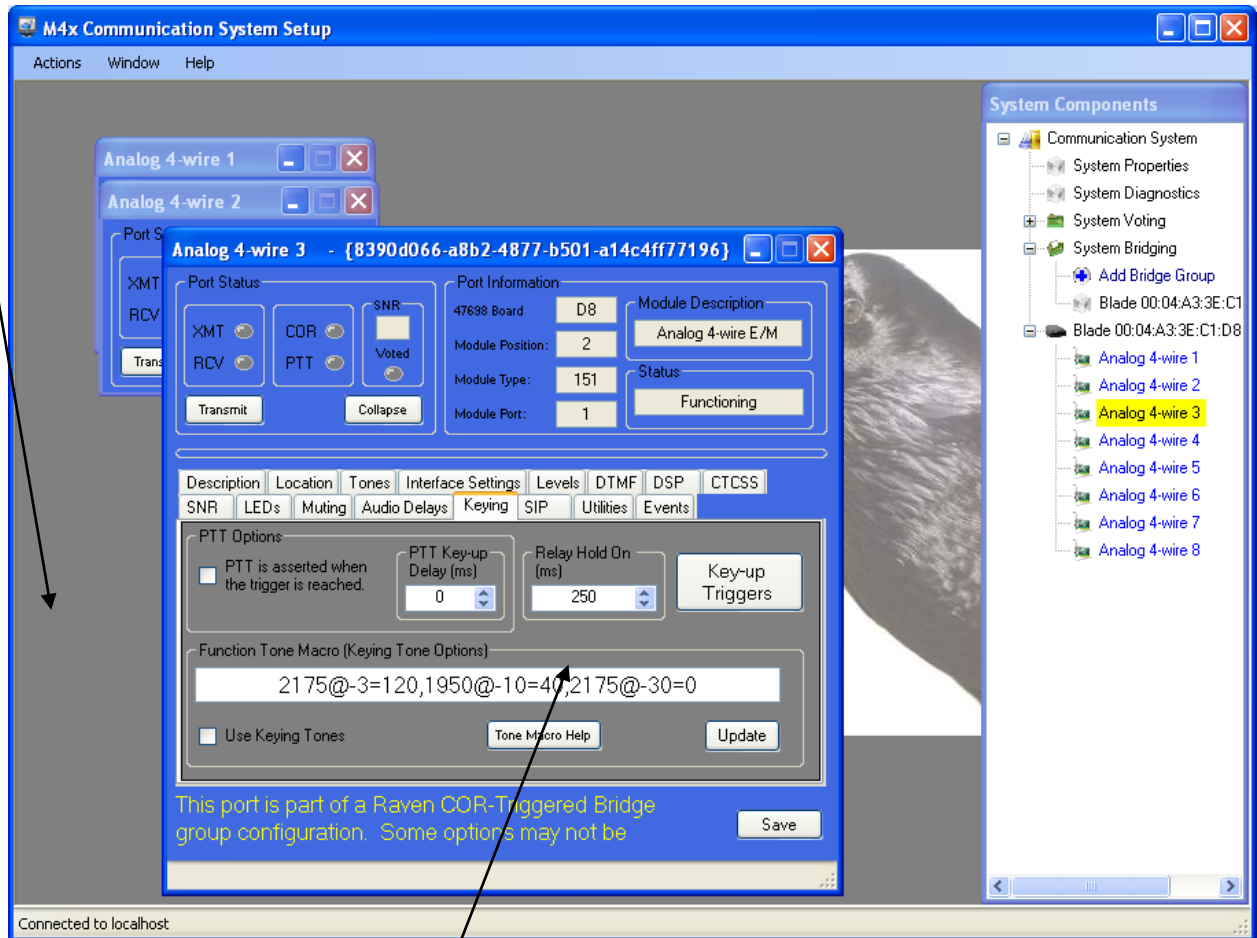 M4x Communication System Setup
Actions Window Help
Analog 4-wire 1
Analog 4-wire 2
Port S
XMT
RCV
Trans
Analog 4-wire 3 - {8390d066-a8b2-4877-b501-a14c4ff77196}
Port Status
XMT COR
RCV PTT
SNR
Voted
Transmit Collapse
Port Information
47698 Board D8
Module Position: 2
Module Type: 151
Module Port: 1
Module Description
Analog 4-wire E/M
Status
Functioning
Description Location Tones Interface Settings Levels DTMF DSP CTCSS
SNR LEDs Muting Audio Delays Keying SIP Utilities Events
PTT Options
PTT is asserted when
the trigger is reached.
PTT Key-up
Delay (ms)
0
Relay Hold On
(ms)
250
Key-up
Triggers
Function Tone Macro (Keying Tone Options)
2175@-3=120,1950@-10=40,2175@-30=0
Use Keying Tones Tone Macro Help Update
This port is part of a Raven COR-Triggered Bridge
group configuration. Some options may not be
Save
System Components
Communication System
System Properties
System Diagnostics
System Voting
System Bridging
Add Bridge Group
Blade 00:04:A3:3E:C1
Blade 00:04:A3:3E:C1:D8
Analog 4-wire 1
Analog 4-wire 2
Analog 4-wire 3
Analog 4-wire 4
Analog 4-wire 5
Analog 4-wire 6
Analog 4-wire 7
Analog 4-wire 8
Connected to localhost